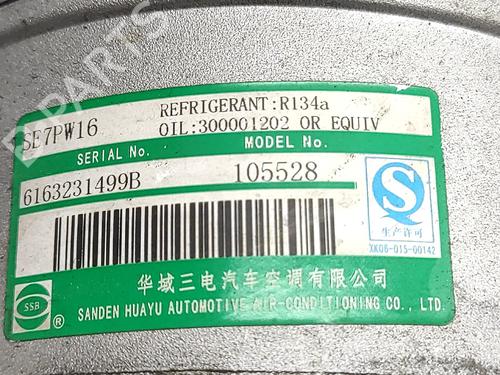 SE7PW16
REFRIGERANT:R134a
OIL:300001202 OR EQUIV
SERIAL No.
MODEL No.
6163231499B
105528
生产许可
XK06-015-00142
SSB
®
华域三电汽车空调有限公司
SANDEN HUAYU AUTOMOTIVE AIR-CONDITIONING CO., LTD.